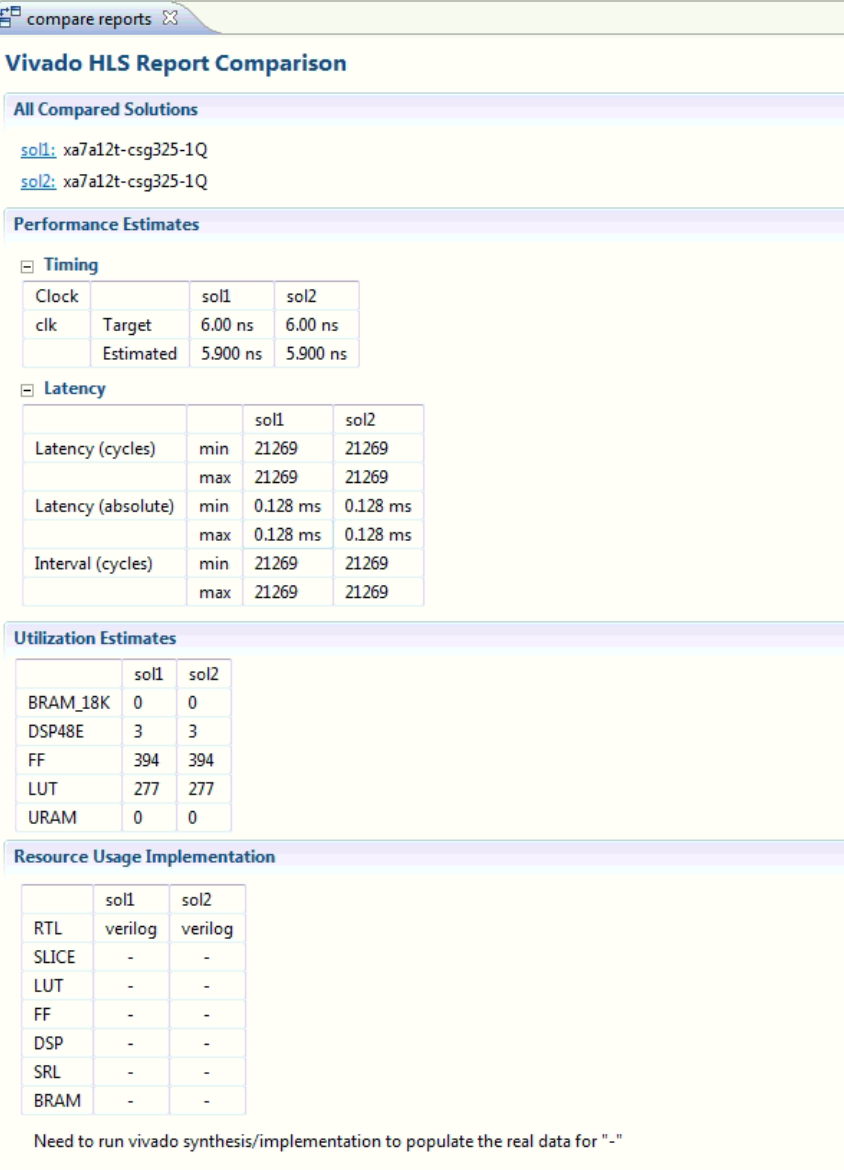 compare reports
Vivado HLS Report Comparison
All Compared Solutions
sol1: xa7a12t-csg325-1Q
sol2: xa7a12t-csg325-1Q
Performance Estimates
Timing
Clock sol1 sol2
clk Target 6.00 ns 6.00 ns
Estimated 5.900 ns 5.900 ns
Latency
sol1 sol2
Latency (cycles) min 21269 21269
max 21269 21269
Latency (absolute) min 0.128 ms 0.128 ms
max 0.128 ms 0.128 ms
Interval (cycles) min 21269 21269
max 21269 21269
Utilization Estimates
sol1 sol2
BRAM_18K 0 0
DSP48E 3 3
FF 394 394
LUT 277 277
URAM 0 0
Resource Usage Implementation
sol1 sol2
RTL verilog verilog
SLICE - -
LUT - -
FF - -
DSP - -
SRL - -
BRAM - -
Need to run vivado synthesis/implementation to populate the real data for "-"